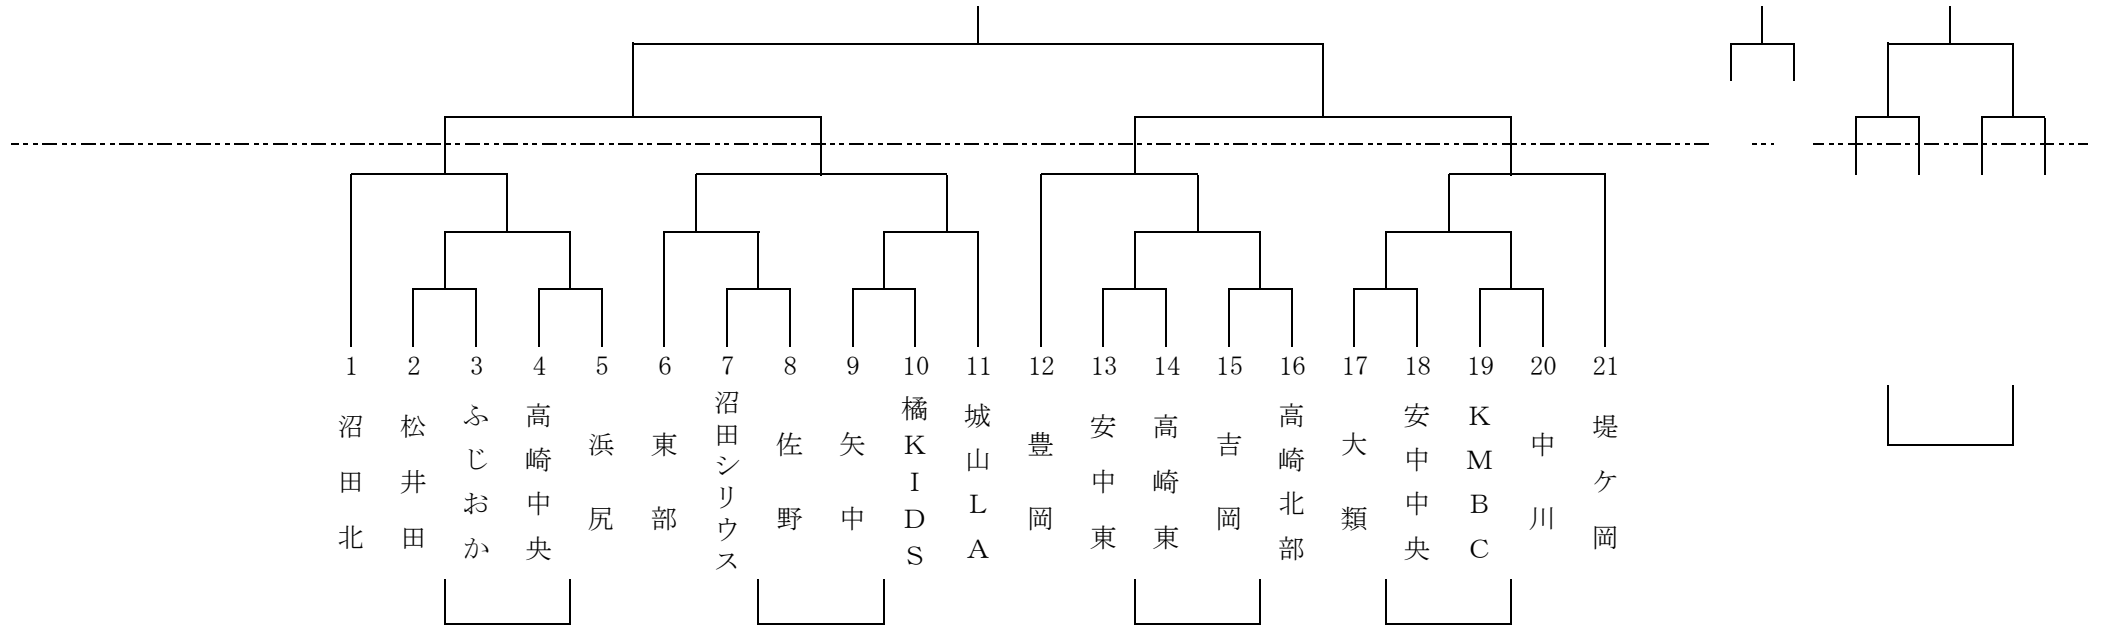 1 2 3 4 5 6 7 8 9 10 11 12 13 14 15 16 17 18 19 20 21
沼田北
松井田
ふじおか
高崎中央
浜尻
東部
沼田シリウス
佐野
矢中
橘KIDS
城山LA
豊岡
安中東
高崎東
吉岡
高崎北部
大類
安中中央
KMBC
中川
堤ケ岡